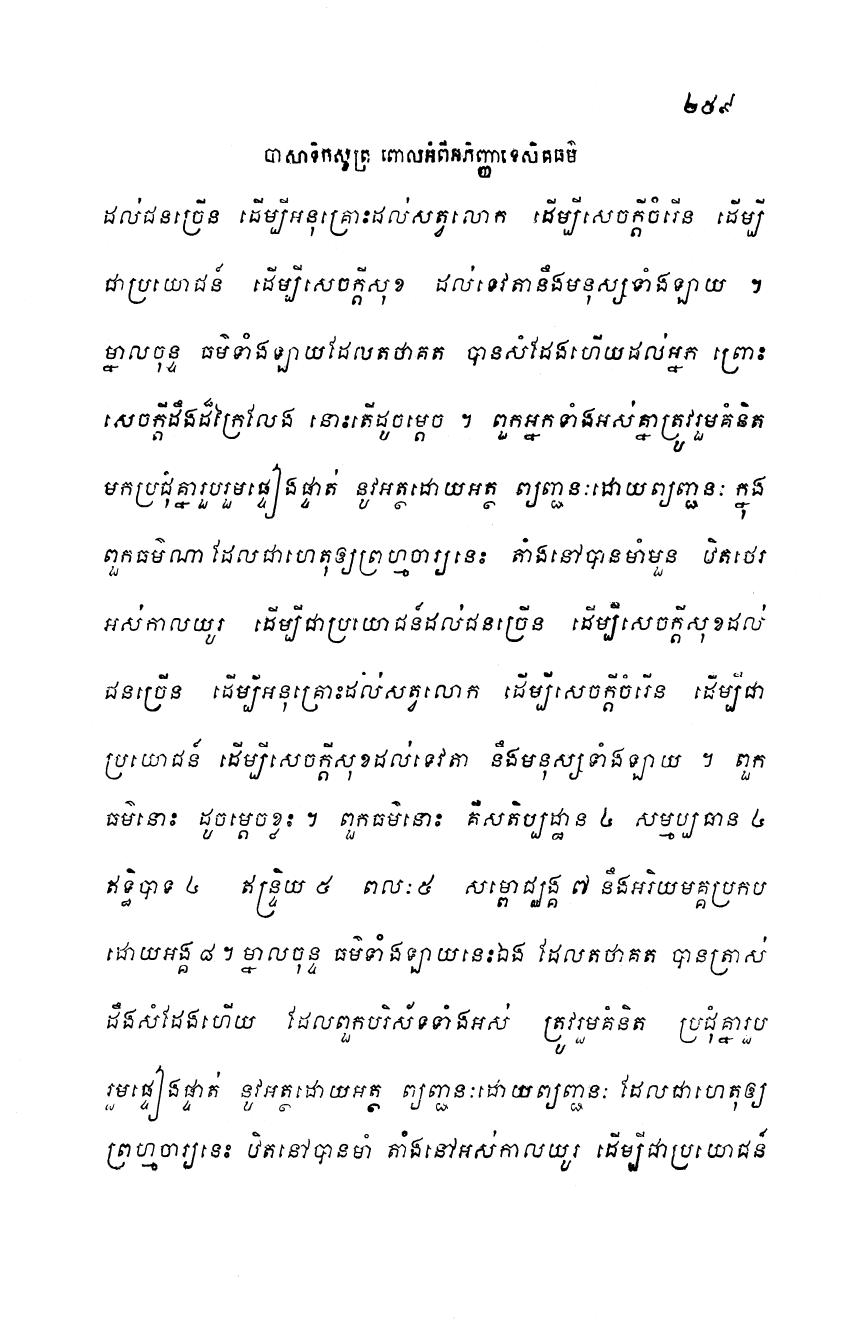 ២៥៩
បាសាទិកសូត្រ ពោលអំពីអភិញ្ញាទេសិតធម៌
ដល់ជនច្រើន ដើម្បីអនុគ្រោះដល់សត្វលោក ដើម្បីសេចក្តីចំរើន ដើម្បី
ជាប្រយោជន៍ ដើម្បីសេចក្តីសុខ ដល់ទេវតានឹងមនុស្សទាំងឡាយ ។
ម្នាលចុន្ទ ធម៌ទាំងឡាយដែលតថាគត បានសំដែងហើយដល់អ្នក ព្រោះ
សេចក្តីដឹងដ៏ក្រៃលែង នោះតើដូចម្តេច ។ ពួកអ្នកទាំងអស់គ្នាត្រូវរួមគំនិត
មកប្រជុំគ្នារួបរួមផ្ទៀងផ្ទាត់ នូវអត្ថដោយអត្ថ ព្យញ្ជនៈដោយព្យញ្ជនៈ ក្នុង
ពួកធម៌ណា ដែលជាហេតុឲ្យព្រហ្មចារ្យនេះ តាំងនៅបានមាំមួន ឋិតថេរ
អស់កាលយូរ ដើម្បីជាប្រយោជន៍ដល់ជនច្រើន ដើម្បីសេចក្តីសុខដល់
ជនច្រើន ដើម្បីអនុគ្រោះដល់សត្វលោក ដើម្បីសេចក្តីចំរើន ដើម្បីជា
ប្រយោជន៍ ដើម្បីសេចក្តីសុខដល់ទេវតា នឹងមនុស្សទាំងឡាយ ។ ពួក
ធម៌នោះ ដូចម្តេចខ្លះ ។ ពួកធម៌នោះ គឺសតិប្បដ្ឋាន ៤ សម្មប្បធាន ៤
ឥទ្ធិបាទ ៤ ឥន្ទ្រិយ ៥ ពលៈ ៥ សម្ពោជ្ឈង្គ ៧ នឹងអរិយមគ្គប្រកប
ដោយអង្គ ៨ ។ ម្នាលចុន្ទ ធម៌ទាំងឡាយនេះឯង ដែលតថាគត បានត្រាស់
ដឹងសំដែងហើយ ដែលពួកបរិស័ទទាំងអស់ ត្រូវរួមគំនិត ប្រជុំគ្នារួប
រួមផ្ទៀងផ្ទាត់ នូវអត្ថដោយអត្ថ ព្យញ្ជនៈដោយព្យញ្ជនៈ ដែលជាហេតុឲ្យ
ព្រហ្មចារ្យនេះ ឋិតនៅបានមាំ តាំងនៅអស់កាលយូរ ដើម្បីជាប្រយោជន៍